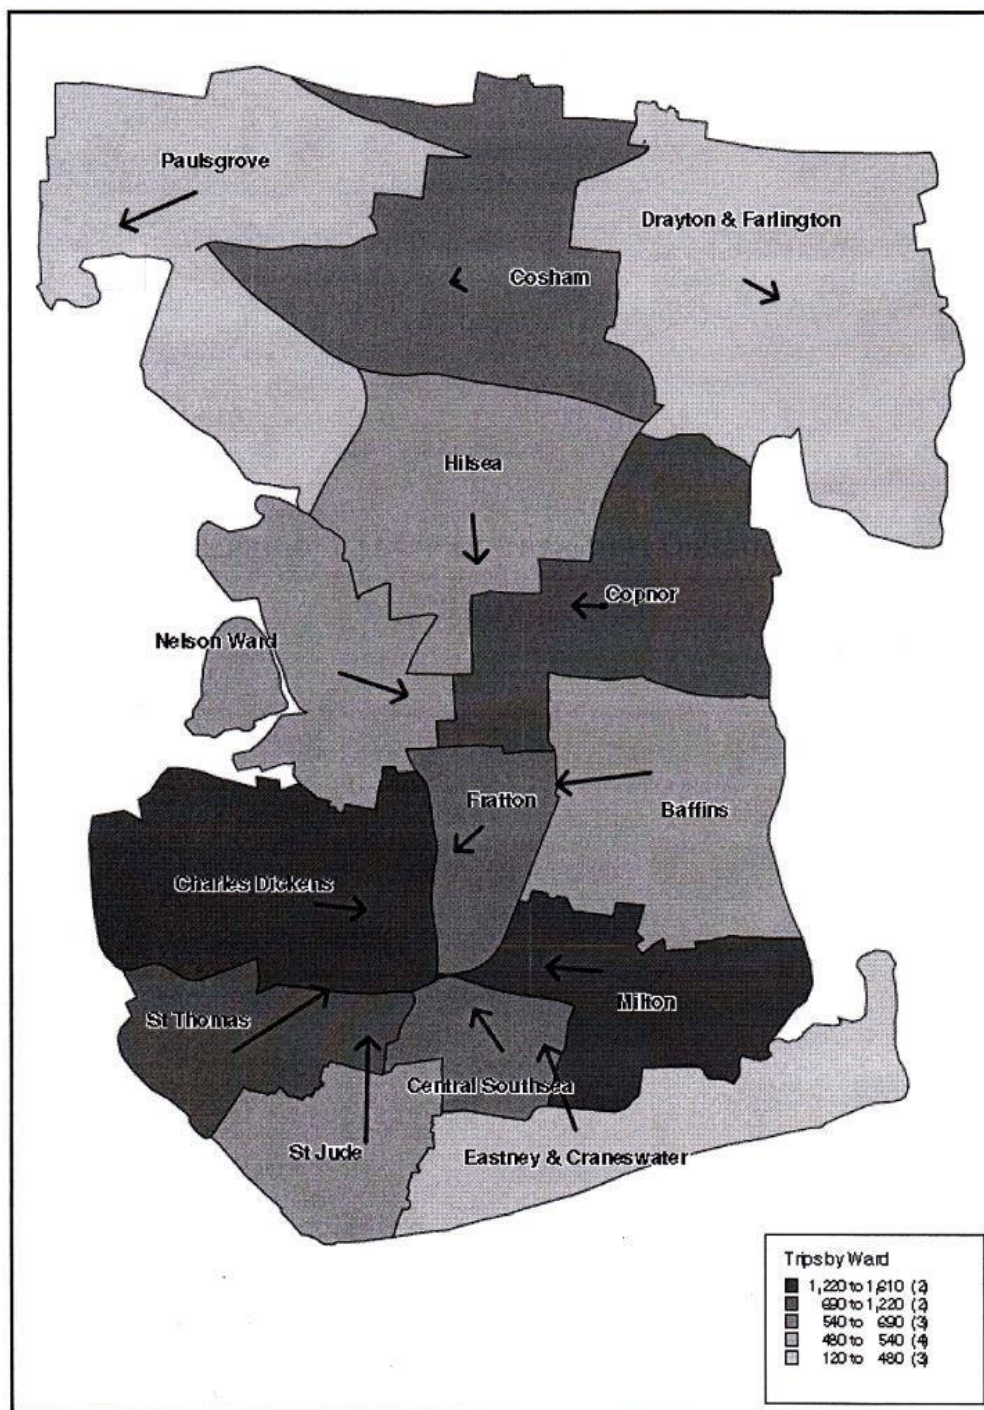 Paulsgrove
Drayton & Farlington
Cosham
Hilsea
Copnor
Nelson Ward
Fratton
Baffins
Charles Dickens
Milton
St Thomas
Central Southsea
St Jude
Eastney & Craneswater
Trips by Ward
1,220 to 1,610 (2)
690 to 1,220 (2)
540 to 690 (3)
480 to 540 (4)
120 to 480 (3)